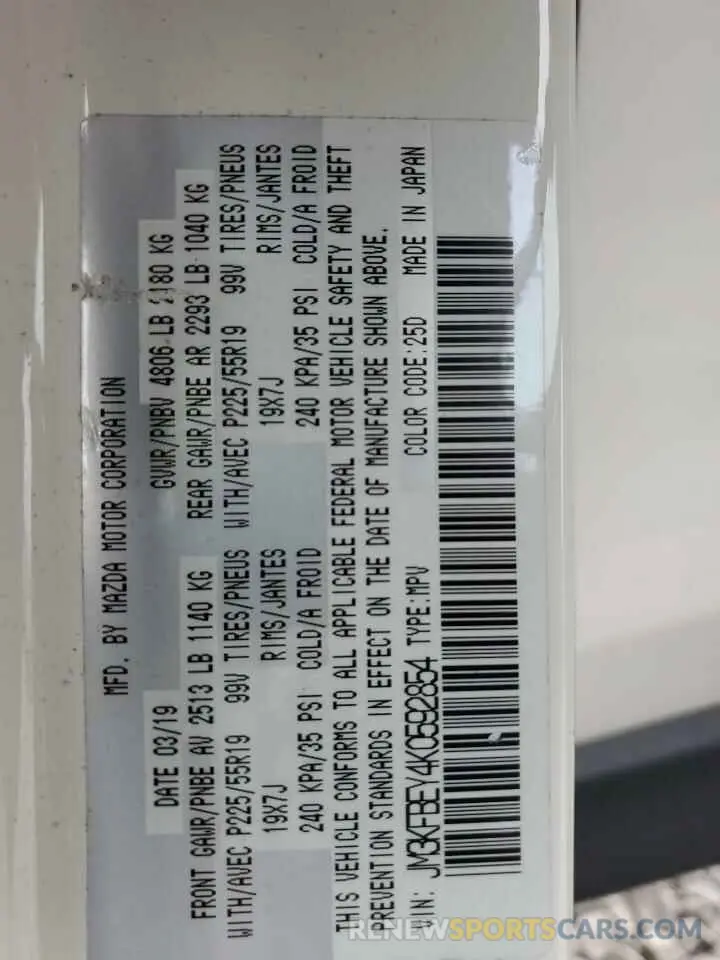 MFD. BY MAZDA MOTOR CORPORATION
DATE 03/19 GVWR/PNBV 4806 LB 2180 KG
FRONT GAWR/PNBE AV 2513 LB 1140 KG REAR GAWR/PNBE AR 2293 LB 1040 KG
WITH/AVEC P225/55R19 99V TIRES/PNEUS WITH/AVEC P225/55R19 99V TIRES/PNEUS
19X7J RIMS/JANTES 19X7J RIMS/JANTES
240 KPA/35 PSI COLD/A FROID 240 KPA/35 PSI COLD/A FROID
THIS VEHICLE CONFORMS TO ALL APPLICABLE FEDERAL MOTOR VEHICLE SAFETY AND THEFT
PREVENTION STANDARDS IN EFFECT ON THE DATE OF MANUFACTURE SHOWN ABOVE.
VIN: JM3KFBEY4K0592854 TYPE:MPV COLOR CODE:25D MADE IN JAPAN
RENEWSPORTSCARS.COM